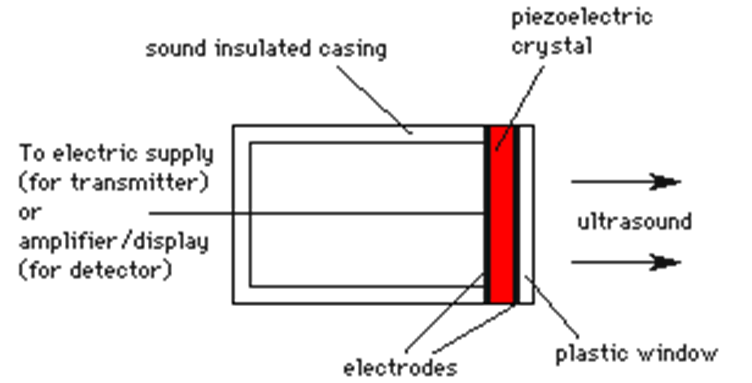 piezoelectric
crystal
sound insulated casing
To electric supply
(for transmitter)
or
amplifier/display
(for detector)
ultrasound
electrodes
plastic window